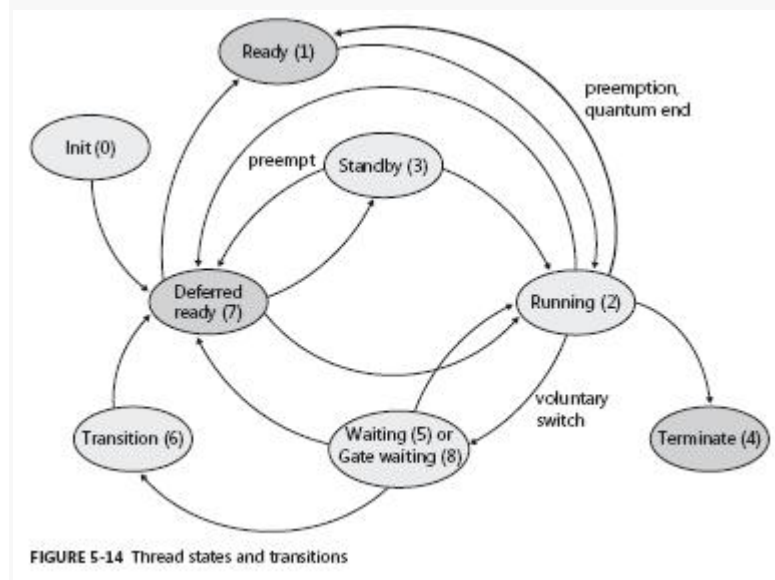 Ready (1)
preemption,
quantum end
Init (0)
preempt
Standby (3)
Deferred
ready (7)
Running (2)
voluntary
switch
Transition (6)
Waiting (5) or
Gate waiting (8)
Terminate (4)
FIGURE 5-14 Thread states and transitions